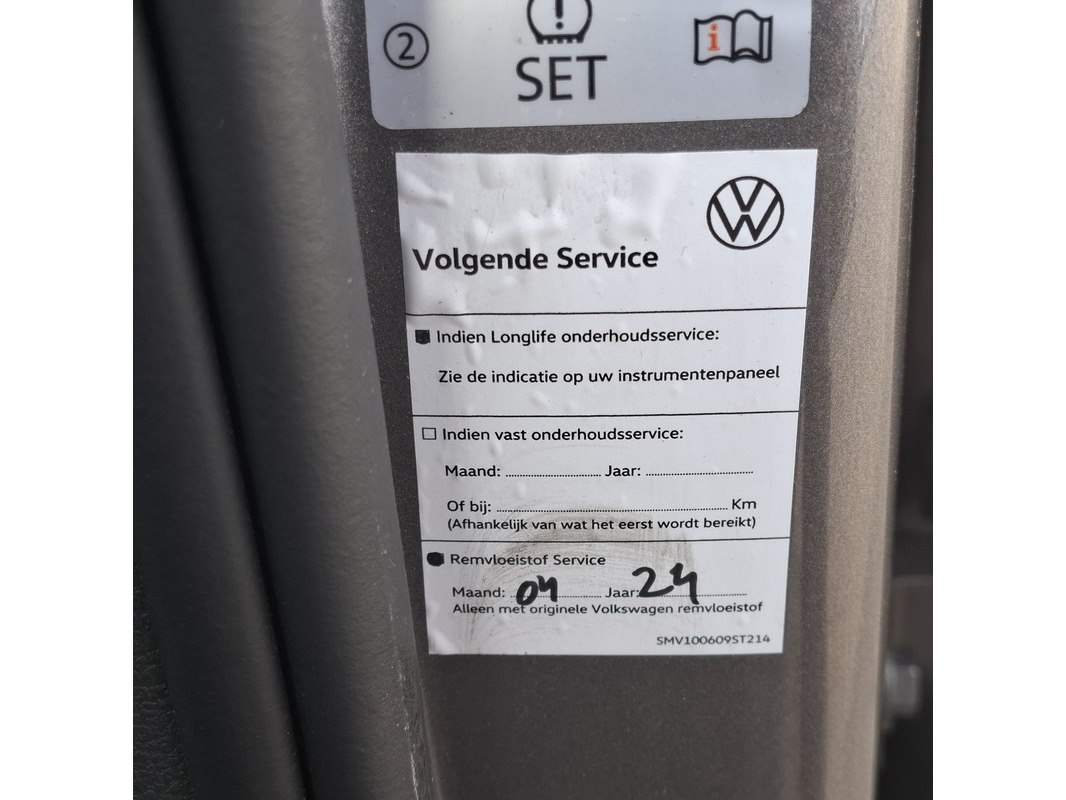 2
!
SET
i
Volgende Service
Indien Longlife onderhoudsservice:
Zie de indicatie op uw instrumentenpaneel
Indien vast onderhoudsservice:
Maand: ............ Jaar: ............
Of bij: ............ Km
(Afhankelijk van wat het eerst wordt bereikt)
Remvloeistof Service
Maand: 04 Jaar: 24
Alleen met originele Volkswagen remvloeistof
SMV100609ST214